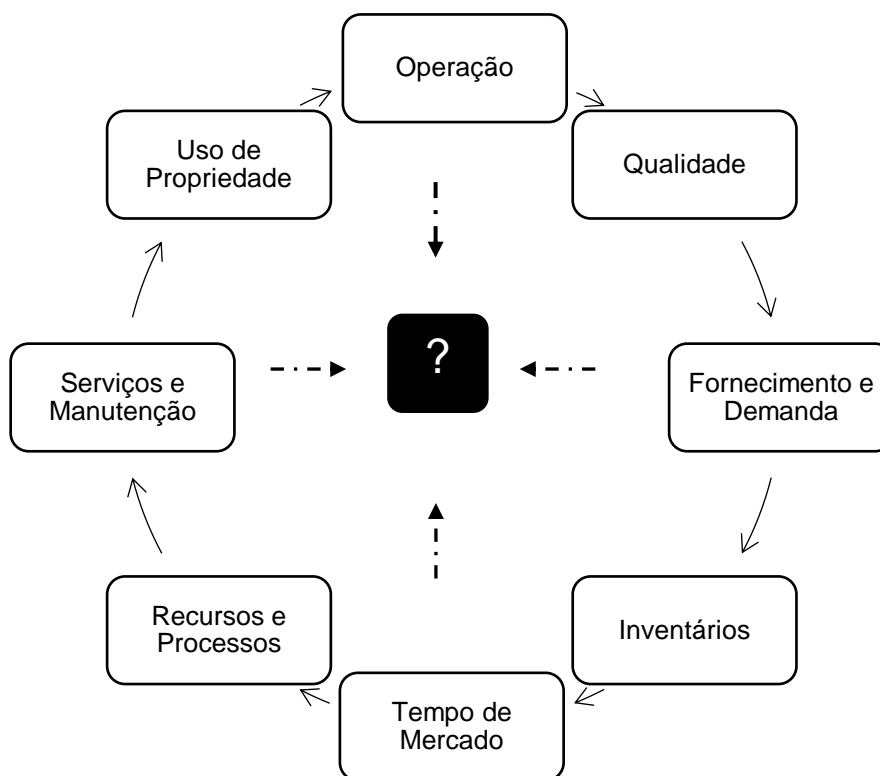 Operação
Qualidade
Fornecimento e
Demanda
Inventários
Tempo de
Mercado
Recursos e
Processos
Serviços e
Manutenção
Uso de
Propriedade
?